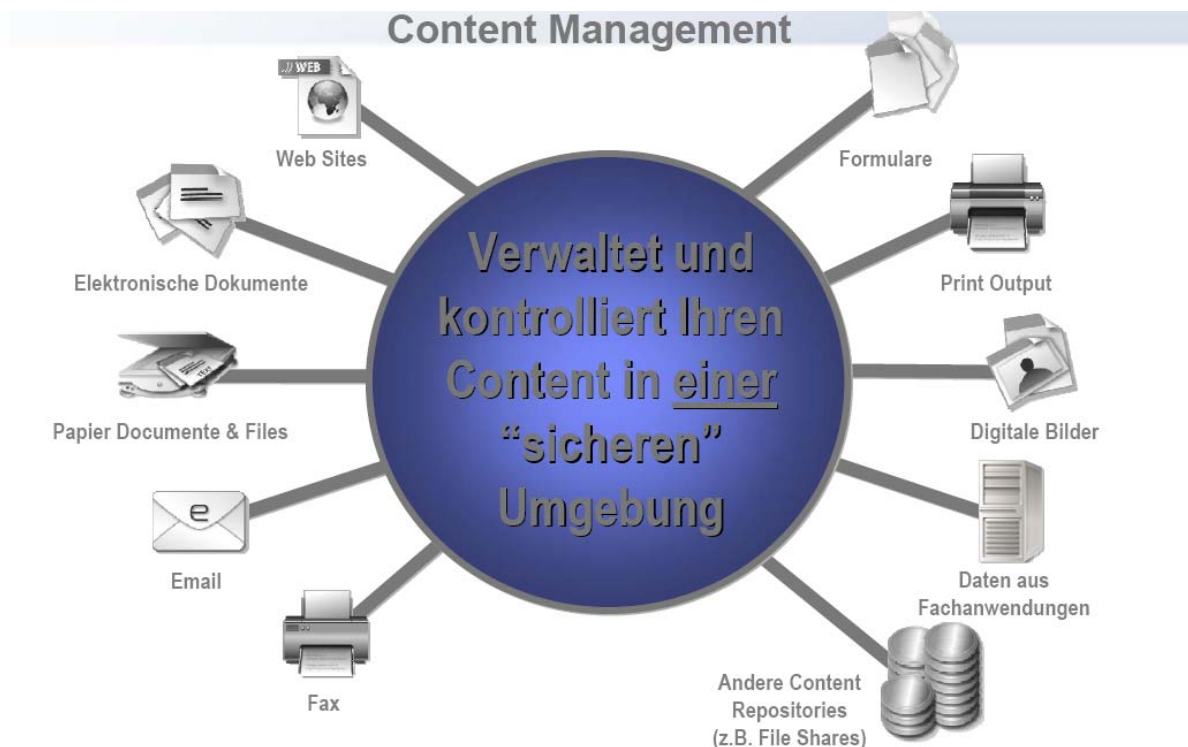 Content Management
.// WEB
Web Sites
Formulare
Elektronische Dokumente
Print Output
Verwaltet und
kontrolliert Ihren
Content in einer
“sicheren”
Umgebung
TEXT
Papier Documente & Files
Digitale Bilder
e
Email
Daten aus
Fachanwendungen
Fax
Andere Content
Repositories
(z.B. File Shares)